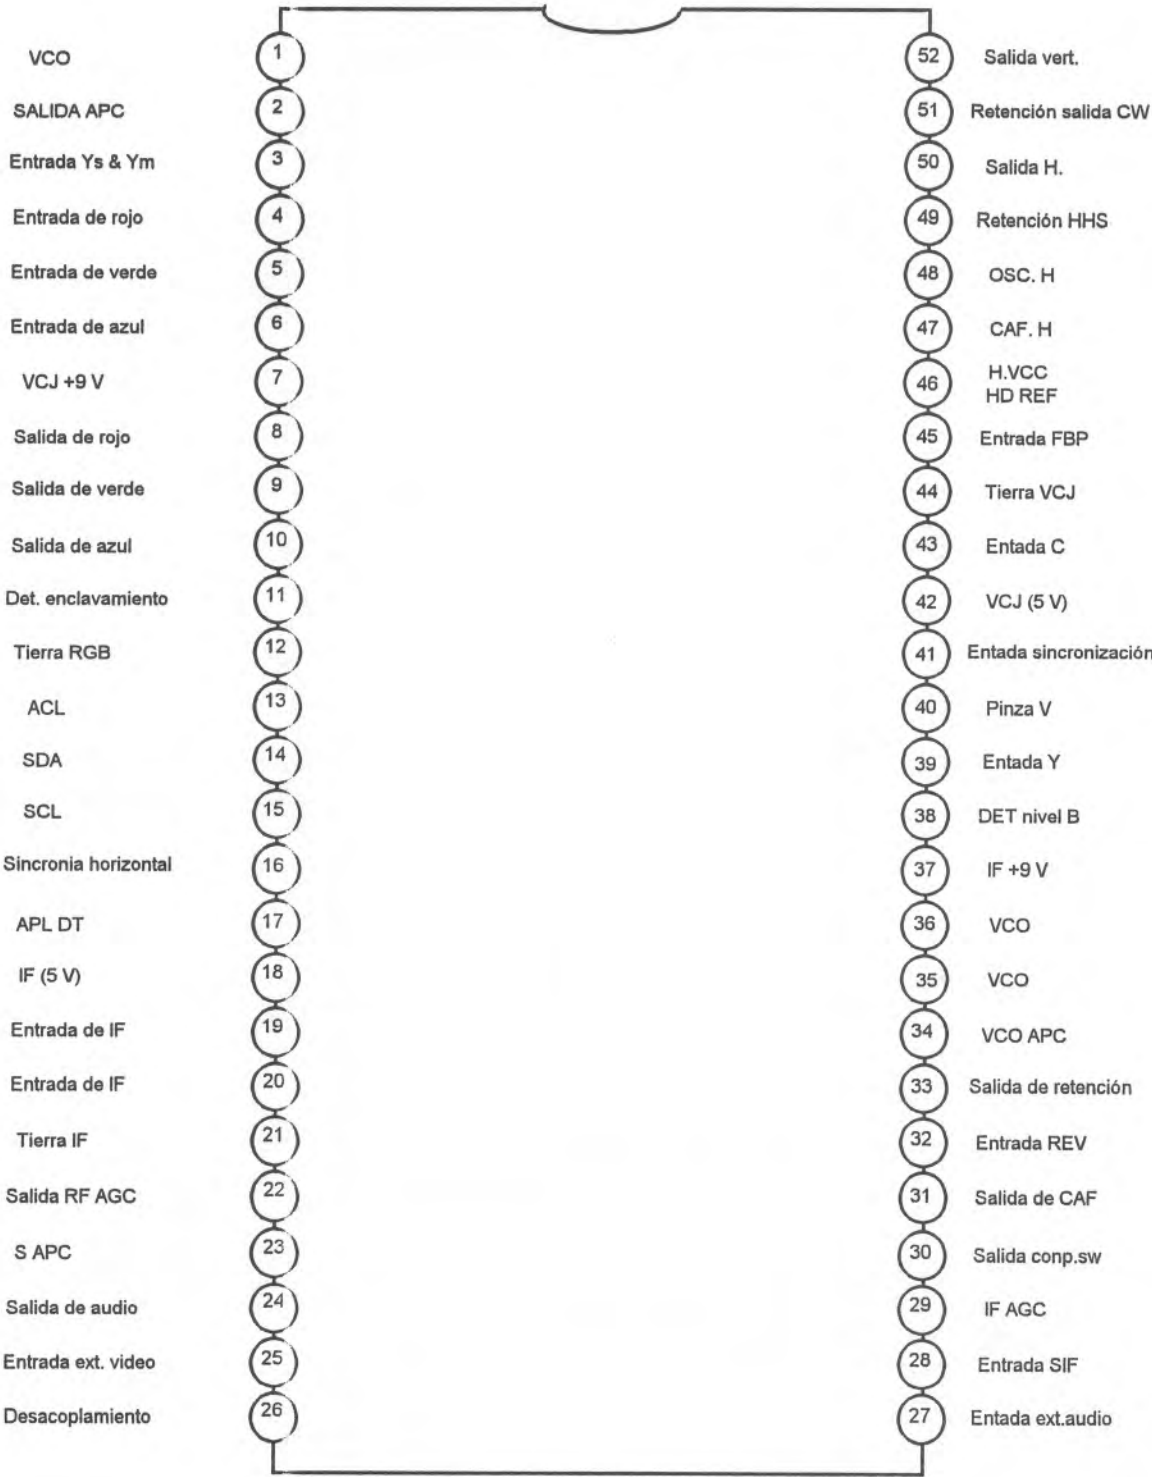 VCO 1
SALIDA APC 2
Entrada Ys & Ym 3
Entrada de rojo 4
Entrada de verde 5
Entrada de azul 6
VCJ +9 V 7
Salida de rojo 8
Salida de verde 9
Salida de azul 10
Det. enclavamiento 11
Tierra RGB 12
ACL 13
SDA 14
SCL 15
Sincronia horizontal 16
APL DT 17
IF (5 V) 18
Entrada de IF 19
Entrada de IF 20
Tierra IF 21
Salida RF AGC 22
S APC 23
Salida de audio 24
Entrada ext. video 25
Desacoplamiento 26
52 Salida vert.
51 Retención salida CW
50 Salida H.
49 Retención HHS
48 OSC. H
47 CAF. H
46 H.VCC
HD REF
45 Entrada FBP
44 Tierra VCJ
43 Entada C
42 VCJ (5 V)
41 Entada sincronización
40 Pinza V
39 Entada Y
38 DET nivel B
37 IF +9 V
36 VCO
35 VCO
34 VCO APC
33 Salida de retención
32 Entrada REV
31 Salida de CAF
30 Salida conp.sw
29 IF AGC
28 Entrada SIF
27 Entada ext.audio